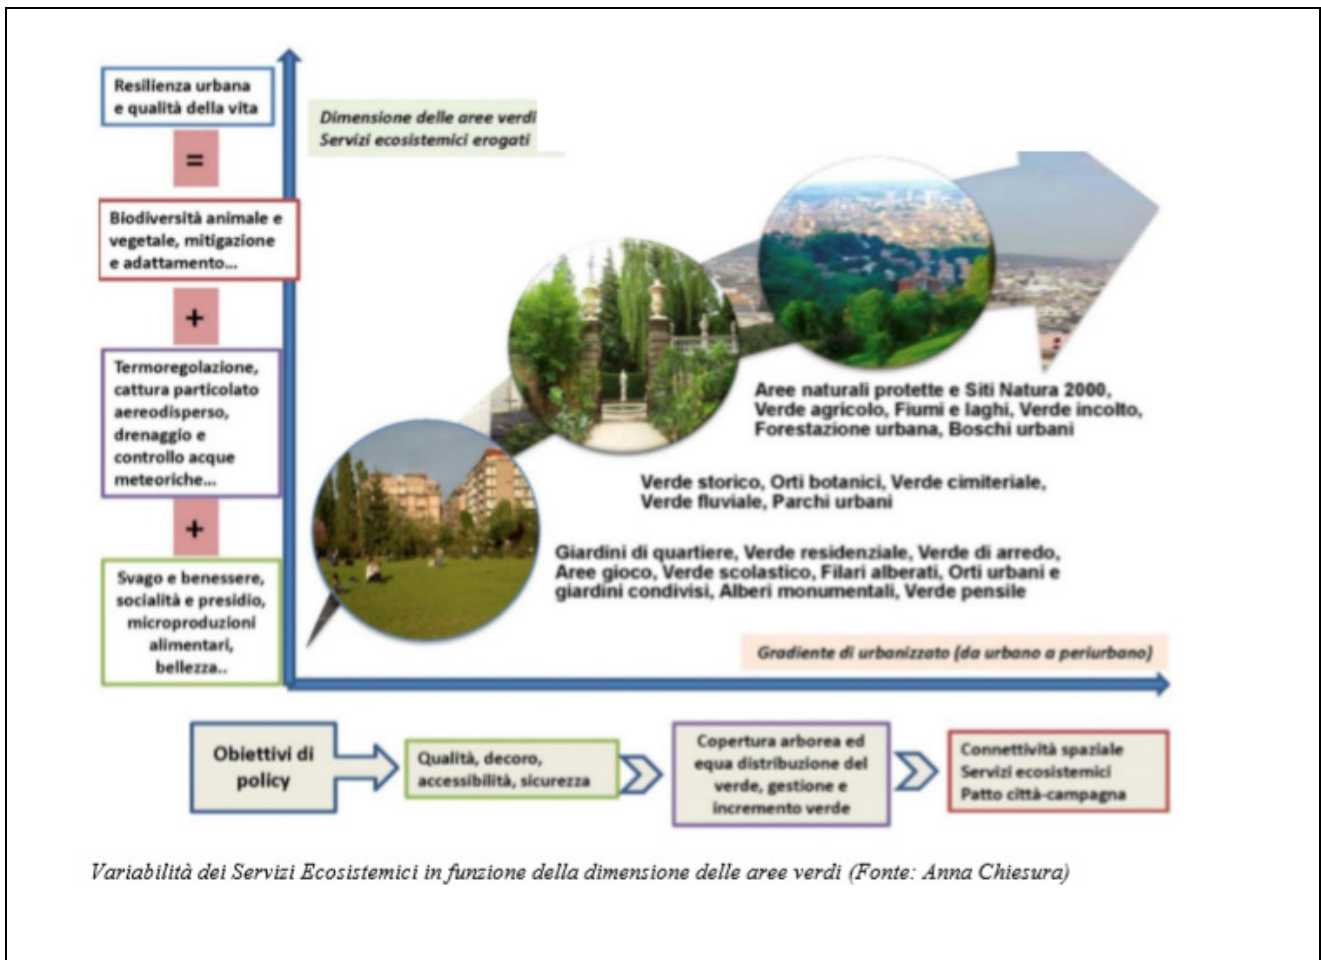 Resilienza urbana
e qualità della vita
=
Biodiversità animale e
vegetale, mitigazione
e adattamento...
+
Termoregolazione,
cattura particolato
aereodisperso,
drenaggio e
controllo acque
meteoriche...
+
Svago e benessere,
socialità e presidio,
microproduzioni
alimentari,
bellezza..
Dimensione delle aree verdi
Servizi ecosistemici erogati
Aree naturali protette e Siti Natura 2000,
Verde agricolo, Fiumi e laghi, Verde incolto,
Forestazione urbana, Boschi urbani
Verde storico, Orti botanici, Verde cimiteriale,
Verde fluviale, Parchi urbani
Giardini di quartiere, Verde residenziale, Verde di arredo,
Aree gioco, Verde scolastico, Filari alberati, Orti urbani e
giardini condivisi, Alberi monumentali, Verde pensile
Gradiente di urbanizzato (da urbano a periurbano)
Obiettivi di
policy
Qualità, decoro,
accessibilità, sicurezza
Copertura arborea ed
equa distribuzione del
verde, gestione e
incremento verde
Connettività spaziale
Servizi ecosistemici
Patto città-campagna
Variabilità dei Servizi Ecosistemici in funzione della dimensione delle aree verdi (Fonte: Anna Chiesura)